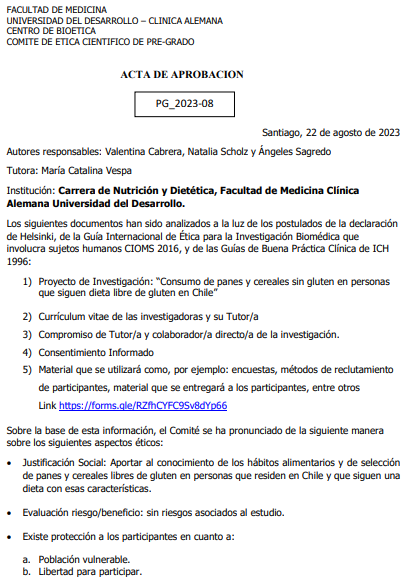 FACULTAD DE MEDICINA
UNIVERSIDAD DEL DESARROLLO – CLINICA ALEMANA
CENTRO DE BIOETICA
COMITE DE ETICA CIENTIFICO DE PRE-GRADO
ACTA DE APROBACION
PG_2023-08
Santiago, 22 de agosto de 2023
Autores responsables: Valentina Cabrera, Natalia Scholz y Ángeles Sagredo
Tutora: María Catalina Vespa
Institución: Carrera de Nutrición y Dietética, Facultad de Medicina Clínica
Alemana Universidad del Desarrollo.
Los siguientes documentos han sido analizados a la luz de los postulados de la declaración
de Helsinki, de la Guía Internacional de Ética para la Investigación Biomédica que
involucra sujetos humanos CIOMS 2016, y de las Guías de Buena Práctica Clínica de ICH
1996:
1) Proyecto de Investigación: “Consumo de panes y cereales sin gluten en personas
que siguen dieta libre de gluten en Chile”
2) Currículum vitae de las investigadoras y su Tutor/a
3) Compromiso de Tutor/a y colaborador/a directo/a de la investigación.
4) Consentimiento Informado
5) Material que se utilizará como, por ejemplo: encuestas, métodos de reclutamiento
de participantes, material que se entregará a los participantes, entre otros
Link https://forms.gle/RZfhCYFC9Sv8dYp66
Sobre la base de esta información, el Comité se ha pronunciado de la siguiente manera
sobre los siguientes aspectos éticos:
• Justificación Social: Aportar al conocimiento de los hábitos alimentarios y de selección
de panes y cereales libres de gluten en personas que residen en Chile y que siguen una
dieta con esas características.
• Evaluación riesgo/beneficio: sin riesgos asociados al estudio.
• Existe protección a los participantes en cuanto a:
a. Población vulnerable.
b. Libertad para participar.